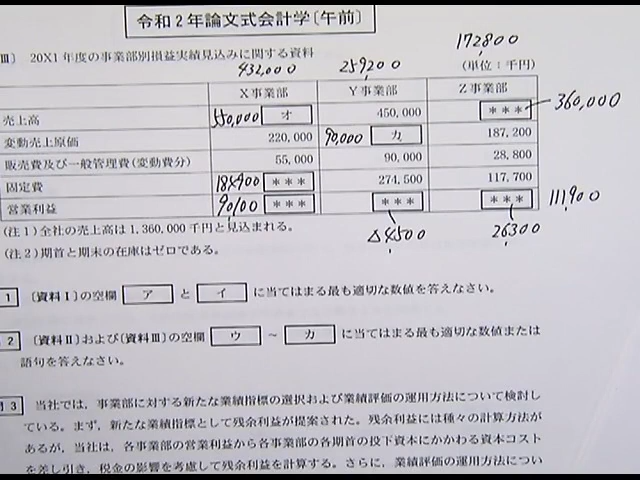 令和2年論文式会計学〔午前〕
Ⅲ〕 20X1年度の事業部別損益実績見込みに関する資料
172800
432,000 259200 (単位:千円)
X事業部 Y事業部 Z事業部
売上高 550,000 オ 450,000 *** 360,000
変動売上原価 220,000 90,000 カ 187,200
販売費及び一般管理費(変動費分) 55,000 90,000 28,800
固定費 *** 274,500 117,700
営業利益 90100 *** *** *** 111900
(注1)全社の売上高は1,360,000千円と見込まれる。 Δ4500 26300
(注2)期首と期末の在庫はゼロである。
1 〔資料Ⅰ〕の空欄 ア と イ に当てはまる最も適切な数値を答えなさい。
2 〔資料Ⅱ〕および〔資料Ⅲ〕の空欄 ウ ~ カ に当てはまる最も適切な数値または
語句を答えなさい。
3 当社では,事業部に対する新たな業績指標の選択および業績評価の運用方法について検討し
ている。まず,新たな業績指標として残余利益が提案された。残余利益には種々の計算方法が
あるが,当社は,各事業部の営業利益から各事業部の各期首の投下資本にかかわる資本コスト
を差し引き,税金の影響を考慮して残余利益を計算する。さらに,業績評価の運用方法につい